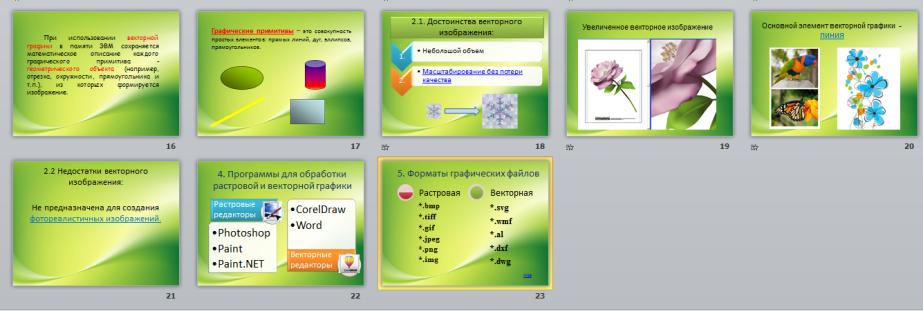 При использовании векторной
графики в памяти ЭВМ сохраняется
математическое описание каждого
графического примитива -
геометрического объекта (например,
отрезка, окружности, прямоугольника и
т.п.), из которых формируется
изображение.
16
Графические примитивы – это совокупность
простых элементов: прямых линий, дуг, эллипсов,
прямоугольников.
17
2.1. Достоинства векторного
изображения:
1.
• Небольшой объем
2.
• Масштабирование без потери
качества
18
Увеличенное векторное изображение
19
Основной элемент векторной графики -
линия
20
2.2 Недостатки векторного
изображения:
Не предназначена для создания
фотореалистичных изображений.
21
4. Программы для обработки
растровой и векторной графики
Растровые
редакторы
•Photoshop
•Paint
•Paint.NET
•CorelDraw
•Word
Векторные
редакторы
22
5. Форматы графических файлов
Растровая
*.bmp
*.tiff
*.gif
*.jpeg
*.png
*.img
Векторная
*.svg
*.wmf
*.al
*.dxf
*.dwg
23